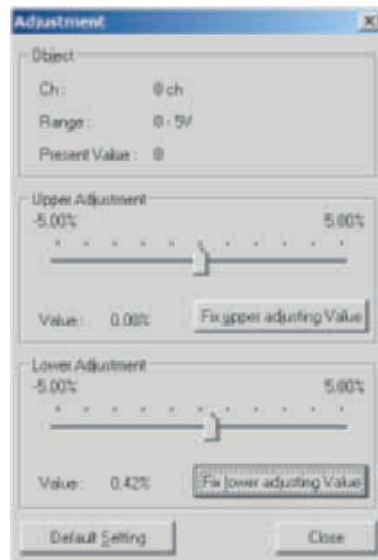 Adjustment
Object
Ch : 0 ch
Range : 0 - 5V
Present Value : 0
Upper Adjustment
-5.00% 5.00%
Value : 0.08% Fix upper adjusting Value
Lower Adjustment
-5.00% 5.00%
Value : 0.42% Fix lower adjusting Value
Default Setting Close